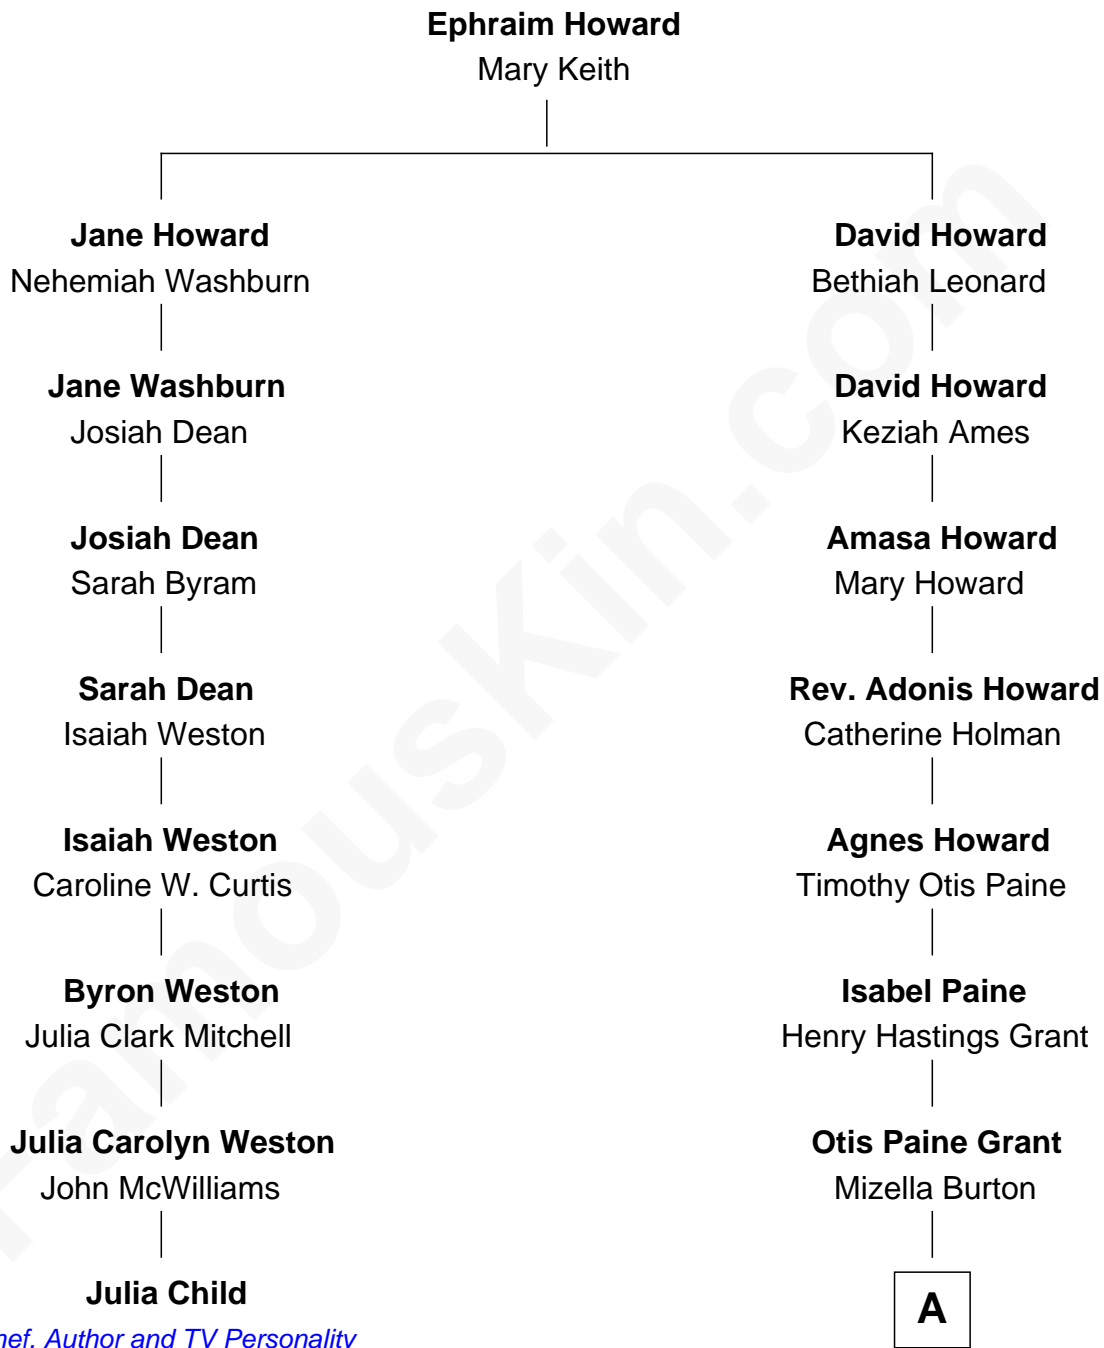 Ephraim Howard
Mary Keith
Jane Howard
Nehemiah Washburn
David Howard
Bethiah Leonard
Jane Washburn
Josiah Dean
David Howard
Keziah Ames
Josiah Dean
Sarah Byram
Amasa Howard
Mary Howard
Sarah Dean
Isaiah Weston
Rev. Adonis Howard
Catherine Holman
Isaiah Weston
Caroline W. Curtis
Agnes Howard
Timothy Otis Paine
Byron Weston
Julia Clark Mitchell
Isabel Paine
Henry Hastings Grant
Julia Carolyn Weston
John McWilliams
Otis Paine Grant
Mizella Burton
Julia Child
hef, Author and TV Personality
A
FamousKin.com